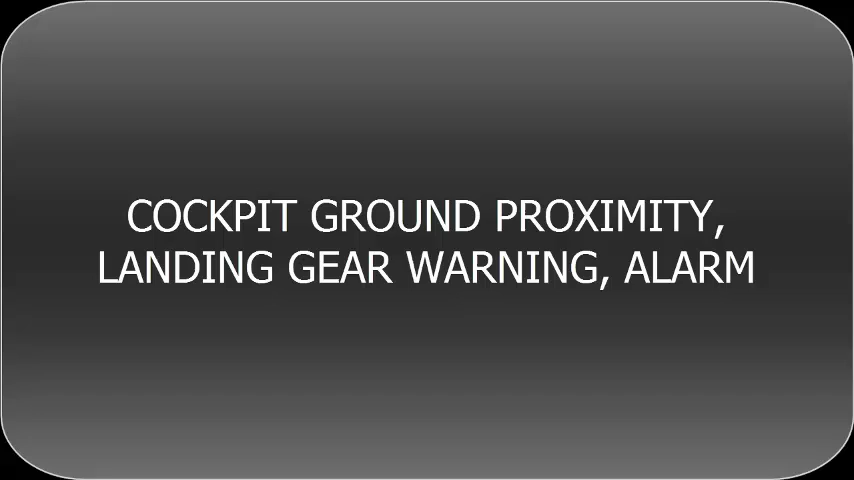 COCKPIT GROUND PROXIMITY,
LANDING GEAR WARNING, ALARM